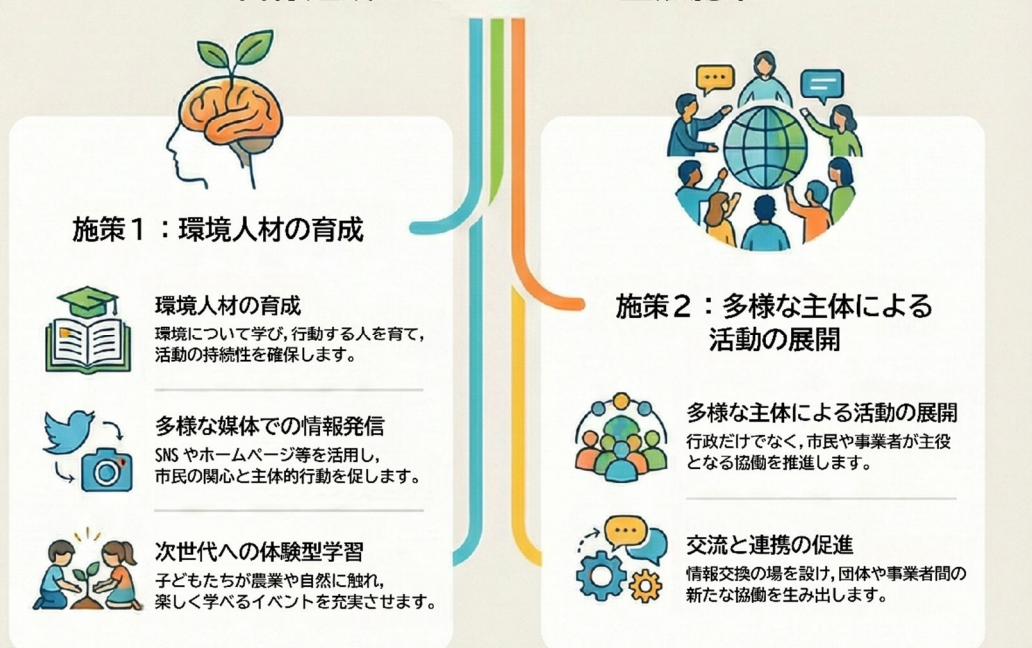 施策1：環境人材の育成
環境人材の育成
環境について学び，行動する人を育て，
活動の持続性を確保します。
多様な媒体での情報発信
SNS やホームページ等を活用し，
市民の関心と主体的行動を促します。
次世代への体験型学習
子どもたちが農業や自然に触れ，
楽しく学べるイベントを充実させます。
施策2：多様な主体による
活動の展開
多様な主体による活動の展開
行政だけでなく，市民や事業者が主役
となる協働を推進します。
交流と連携の促進
情報交換の場を設け，団体や事業者間の
新たな協働を生み出します。